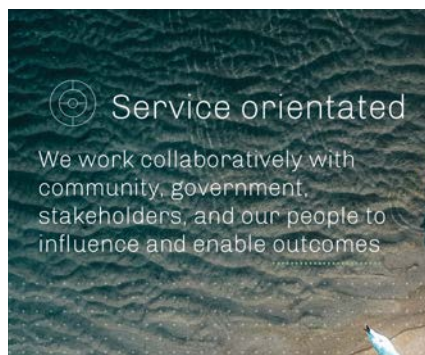 Service orientated
We work collaboratively with
community, government,
stakeholders, and our people to
influence and enable outcomes